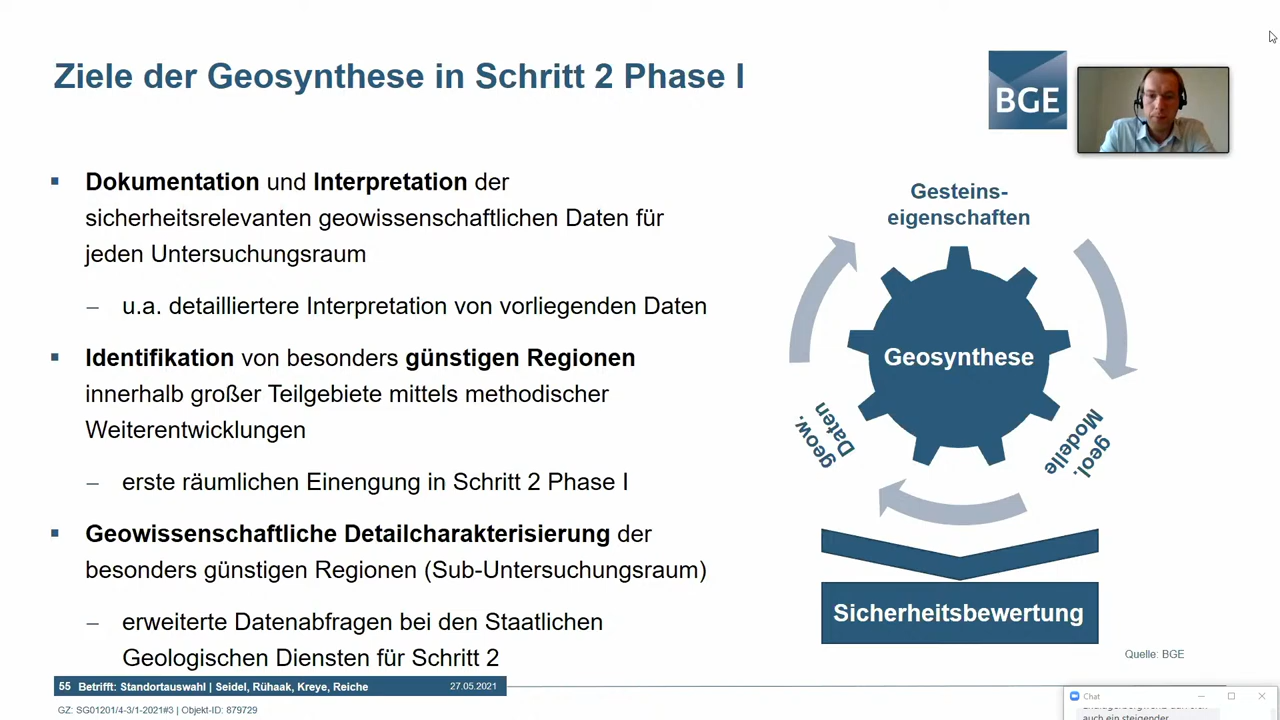 Ziele der Geosynthese in Schritt 2 Phase I
BGE
Dokumentation und Interpretation der
sicherheitsrelevanten geowissenschaftlichen Daten für
jeden Untersuchungsraum
– u.a. detailliertere Interpretation von vorliegenden Daten
Identifikation von besonders günstigen Regionen
innerhalb großer Teilgebiete mittels methodischer
Weiterentwicklungen
– erste räumlichen Einengung in Schritt 2 Phase I
Geowissenschaftliche Detailcharakterisierung der
besonders günstigen Regionen (Sub-Untersuchungsraum)
– erweiterte Datenabfragen bei den Staatlichen
Geologischen Diensten für Schritt 2
Gesteins-
eigenschaften
Geosynthese
geol.
Modelle
geow.
Daten
Sicherheitsbewertung
Quelle: BGE
55 Betrifft: Standortauswahl | Seidel, Rühaak, Kreye, Reiche 27.05.2021
GZ: SG01201/4-3/1-2021#3 | Objekt-ID: 879729
Chat
auch ein steigender